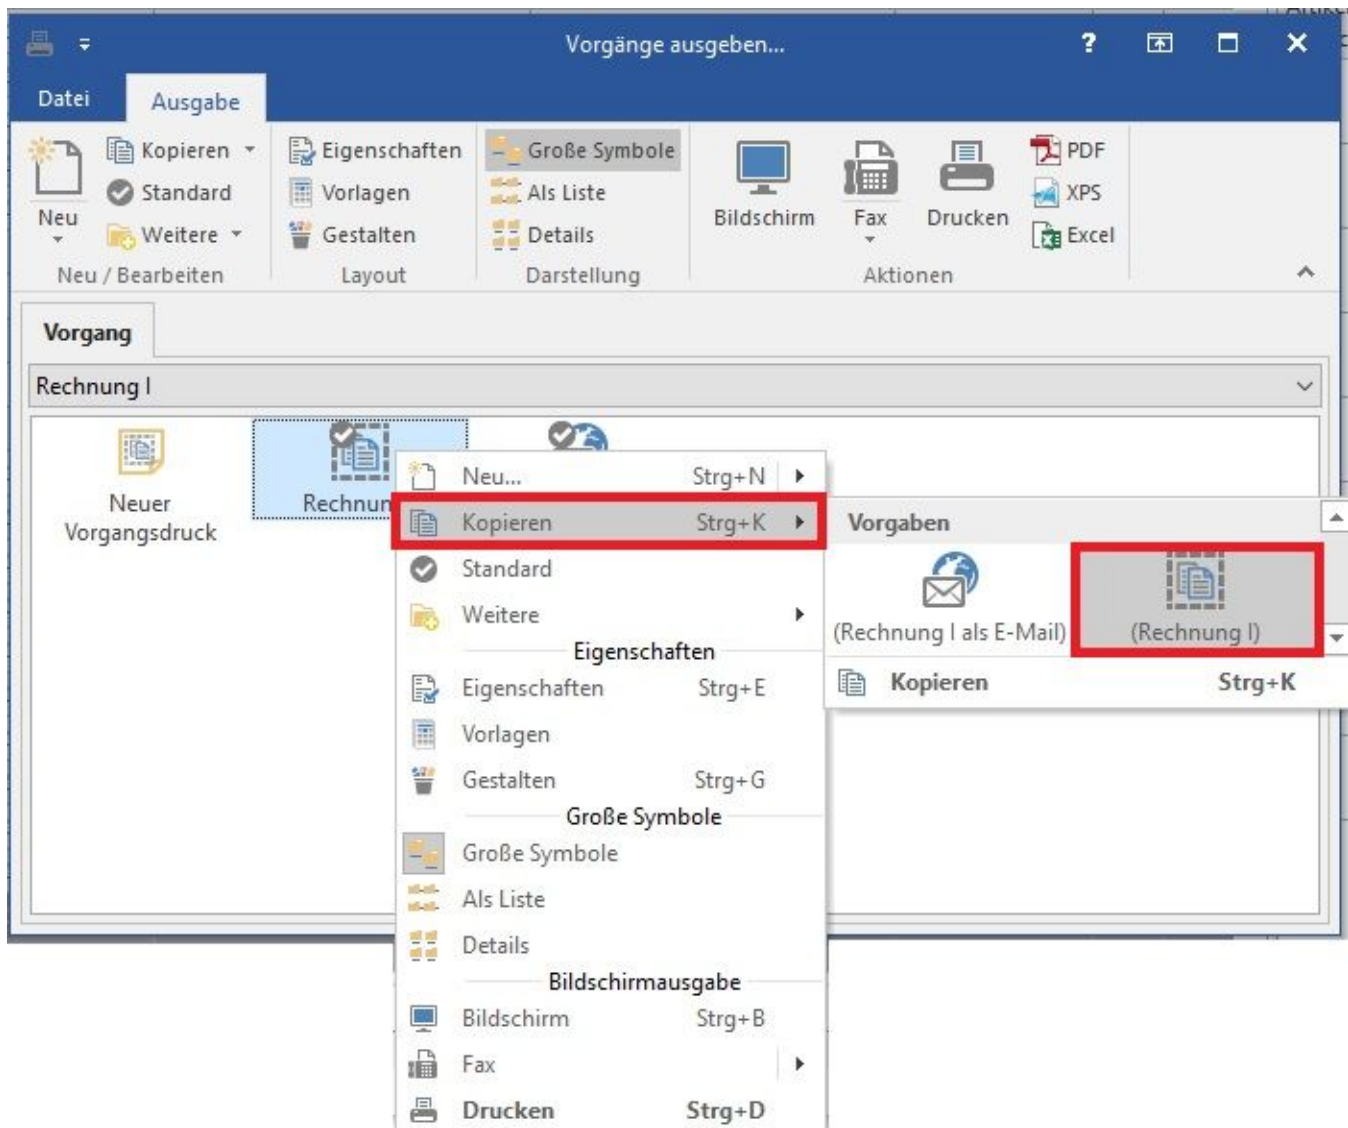 Vorgänge ausgeben...
?
Datei Ausgabe
Neu
Kopieren
Standard
Weitere
Neu / Bearbeiten
Eigenschaften
Vorlagen
Gestalten
Layout
Große Symbole
Als Liste
Details
Darstellung
Bildschirm
Fax
Drucken
PDF
XPS
Excel
Aktionen
Vorgang
Rechnung I
Neuer
Vorgangsdruck
Neu... Strg+N
Kopieren Strg+K
Standard
Weitere
Eigenschaften
Eigenschaften Strg+E
Vorlagen
Gestalten Strg+G
Große Symbole
Große Symbole
Als Liste
Details
Bildschirmausgabe
Bildschirm Strg+B
Fax
Drucken Strg+D
Vorgaben
(Rechnung I als E-Mail)
(Rechnung I)
Kopieren Strg+K